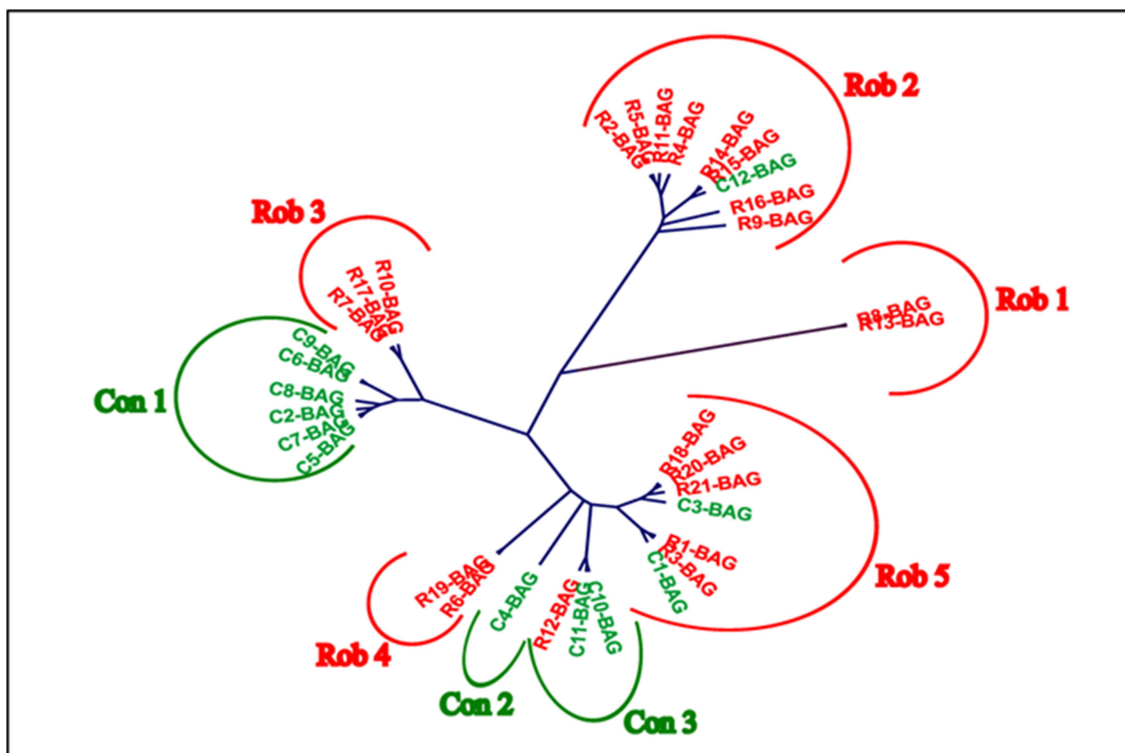 Rob 2
R2-BAG
R5-BAG
R11-BAG
R4-BAG
R14-BAG
R15-BAG
C12-BAG
R16-BAG
R9-BAG
Rob 1
R8-BAG
R13-BAG
Rob 3
R10-BAG
R17-BAG
R7-BAG
Con 1
C9-BAG
C6-BAG
C8-BAG
C2-BAG
C7-BAG
C5-BAG
Rob 5
R18-BAG
R20-BAG
R21-BAG
C3-BAG
R1-BAG
R3-BAG
C1-BAG
Rob 4
R19-BAG
R6-BAG
Con 2
C4-BAG
Con 3
R12-BAG
C11-BAG
C10-BAG